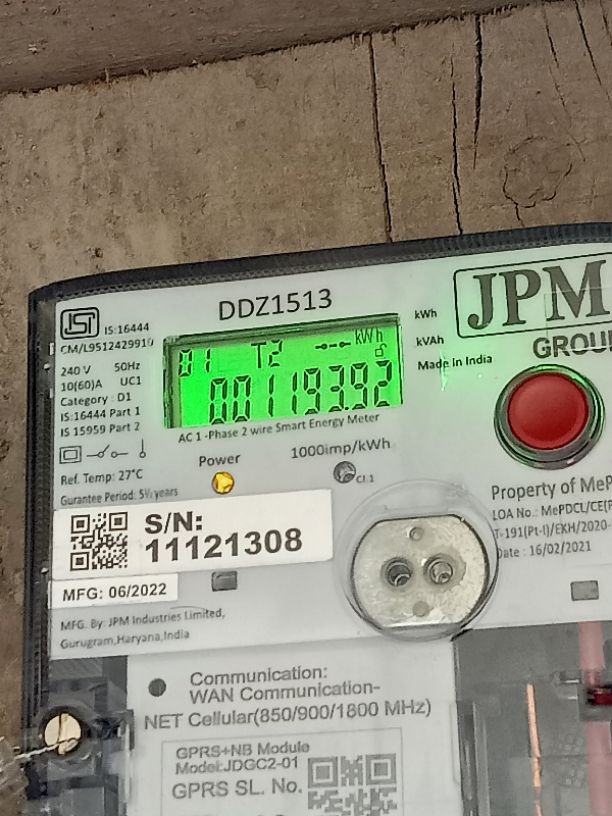 DDZ1513
IS:16444
CM/L9512429910
240 V 50Hz
10(60)A UC1
Category : D1
IS:16444 Part 1
IS 15959 Part 2
01 T2 kWh
001193.92
kWh
kVAh
Made in India
JPM
GROU
AC 1 -Phase 2 wire Smart Energy Meter
Power
1000imp/kWh
Cl.1
Ref. Temp: 27°C
Gurantee Period: 5½ years
S/N:
11121308
MFG: 06/2022
MFG. By: JPM Industries Limited,
Gurugram,Haryana,India
Property of MeP
LOA No.: MePDCL/CE(P
T-191(Pt-I)/EXH/2020-
Date : 16/02/2021
Communication:
WAN Communication-
NET Cellular(850/900/1800 MHz)
GPRS+NB Module
Model:JDGC2-01
GPRS SL. No.